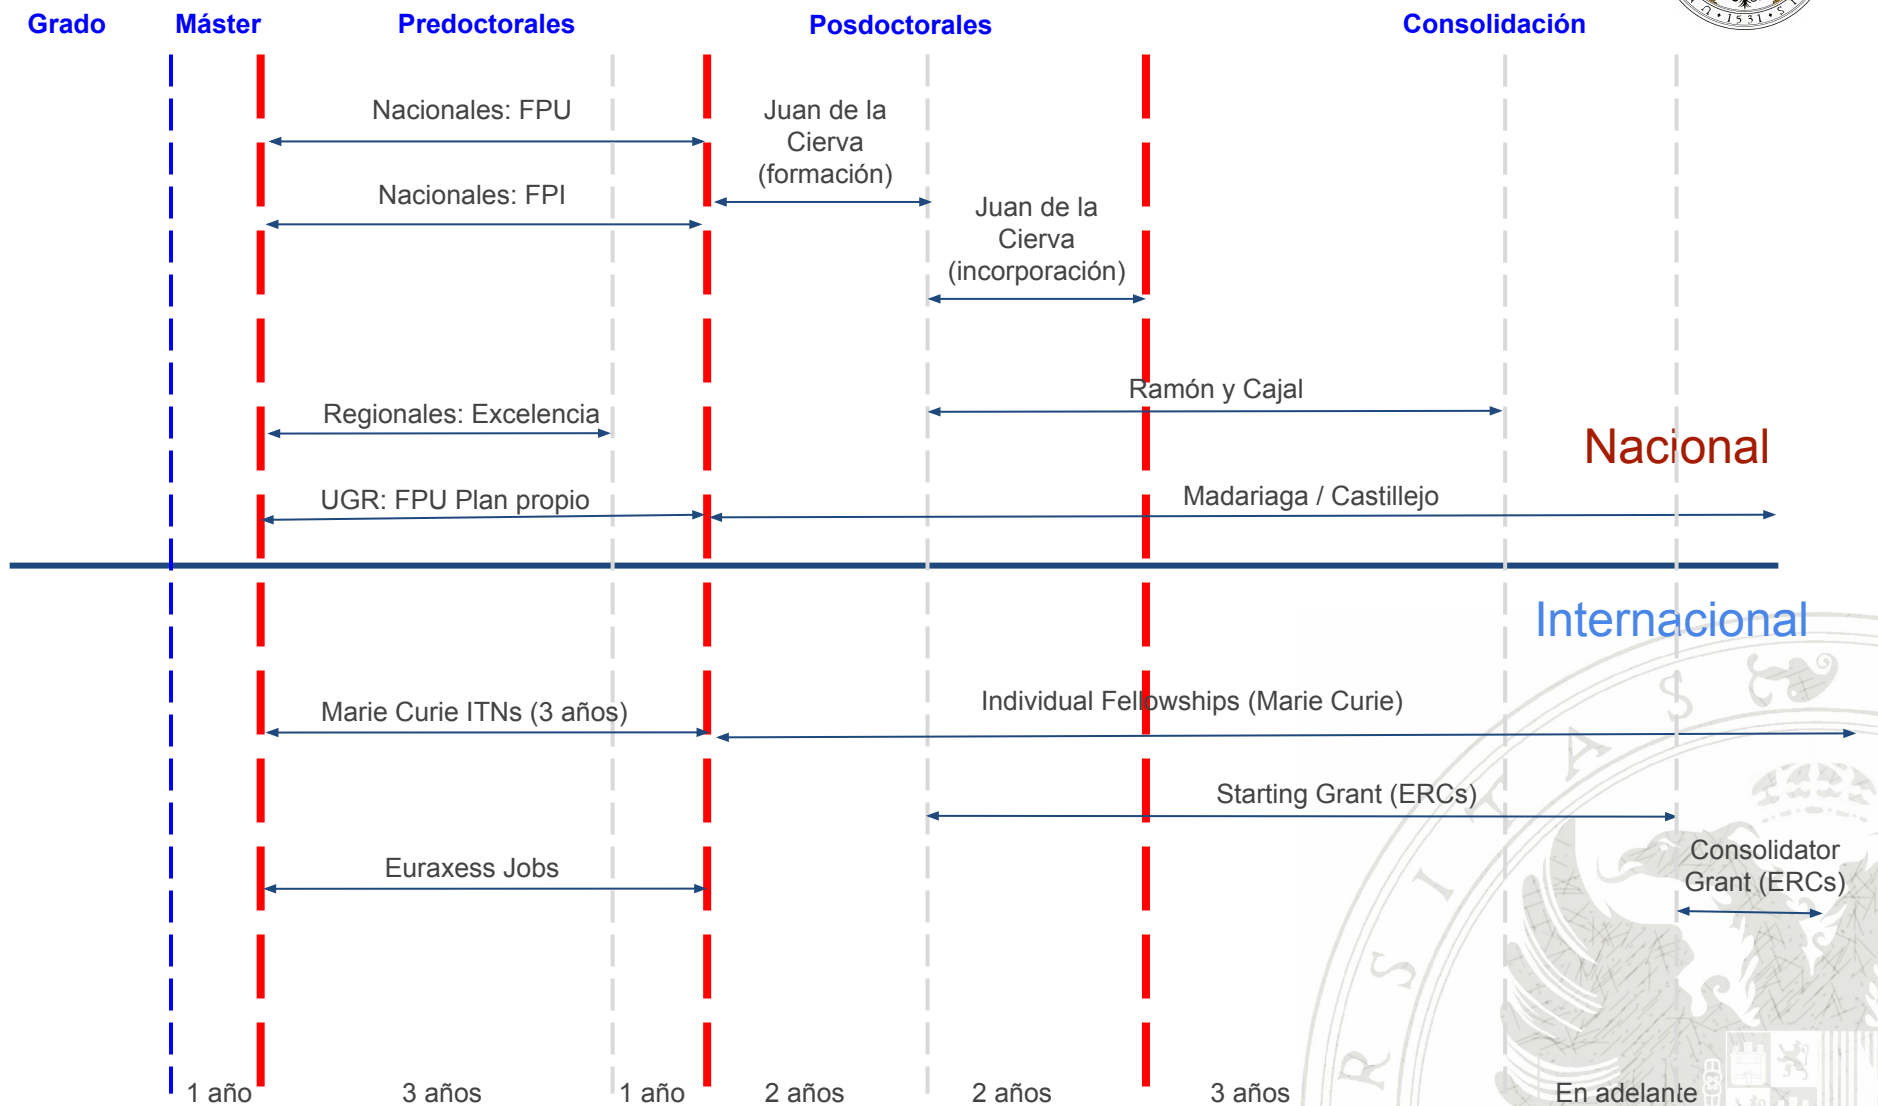 Grado
Máster
Predoctorales
Posdoctorales
Consolidación
1531
Nacionales: FPU
Juan de la
Cierva
(formación)
Nacionales: FPI
Juan de la
Cierva
(incorporación)
Ramón y Cajal
Regionales: Excelencia
Nacional
UGR: FPU Plan propio
Madariaga / Castillejo
Internacional
Marie Curie ITNs (3 años)
Individual Fellowships (Marie Curie)
Starting Grant (ERCs)
Euraxess Jobs
Consolidator
Grant (ERCs)
1 año
3 años
1 año
2 años
2 años
3 años
En adelante
RSITAS